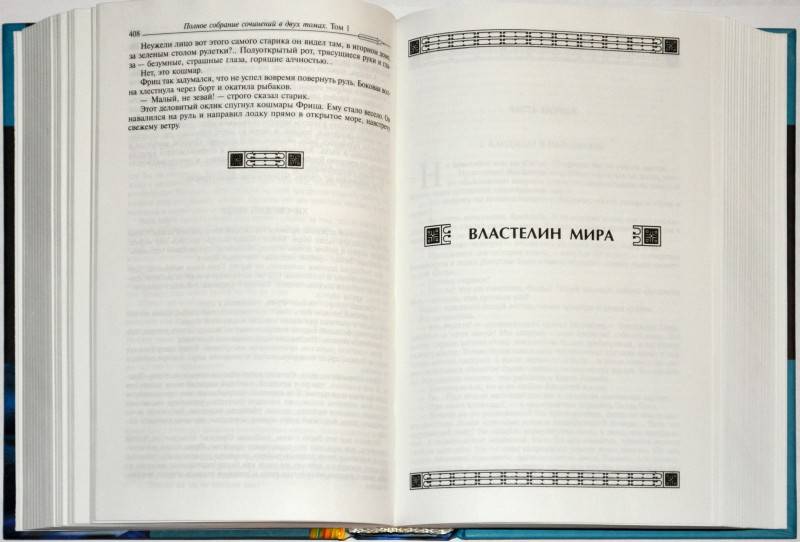 408
Полное собрание сочинений в двух томах. Том 1
Неужели лицо вот этого самого старика он видел там, в игорном доме,
за зеленым столом рулетки?.. Полуоткрытый рот, трясущиеся руки и гла-
за — безумные, страшные глаза, горящие алчностью...
Нет, это кошмар.
Фриц так задумался, что не успел вовремя повернуть руль. Боковая вол-
на хлестнула через борт и окатила рыбаков.
— Малый, не зевай! — строго сказал старик.
Этот деловитый оклик спугнул кошмары Фрица. Ему стало весело. Он
навалился на руль и направил лодку прямо в открытое море, навстречу
свежему ветру.
ВЛАСТЕЛИН МИРА